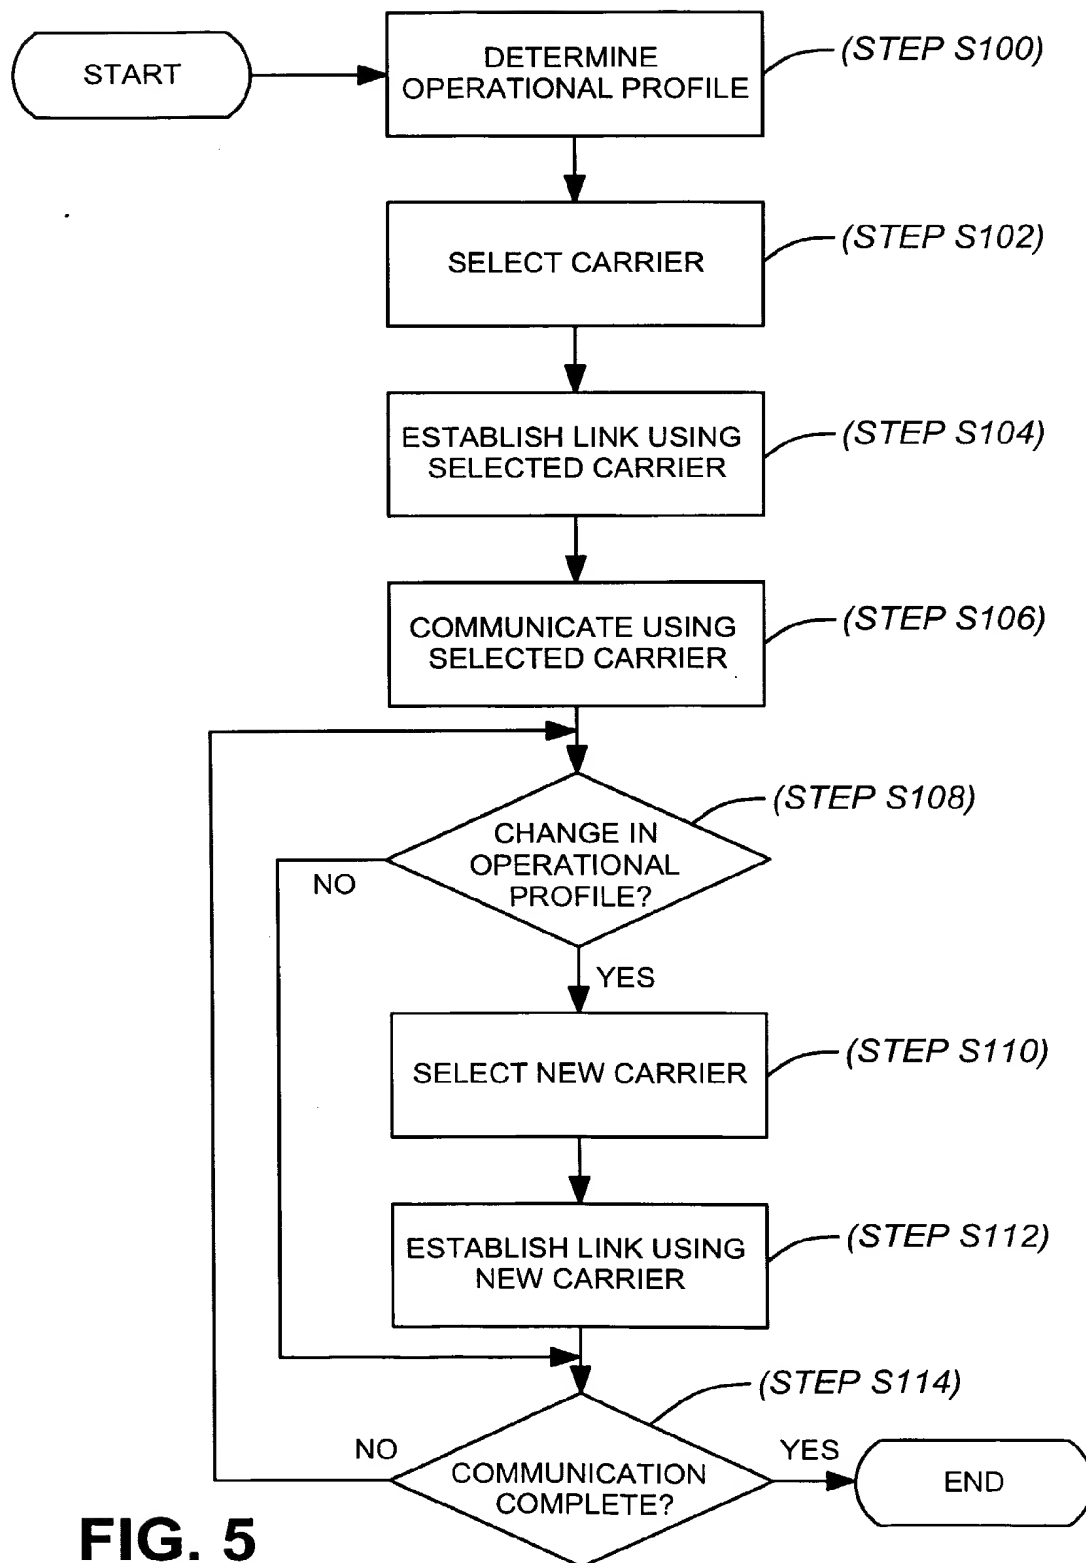 START
DETERMINE
OPERATIONAL PROFILE
(STEP S100)
SELECT CARRIER
(STEP S102)
ESTABLISH LINK USING
SELECTED CARRIER
(STEP S104)
COMMUNICATE USING
SELECTED CARRIER
(STEP S106)
CHANGE IN
OPERATIONAL
PROFILE?
(STEP S108)
NO
YES
SELECT NEW CARRIER
(STEP S110)
ESTABLISH LINK USING
NEW CARRIER
(STEP S112)
COMMUNICATION
COMPLETE?
(STEP S114)
NO
YES
END
FIG. 5